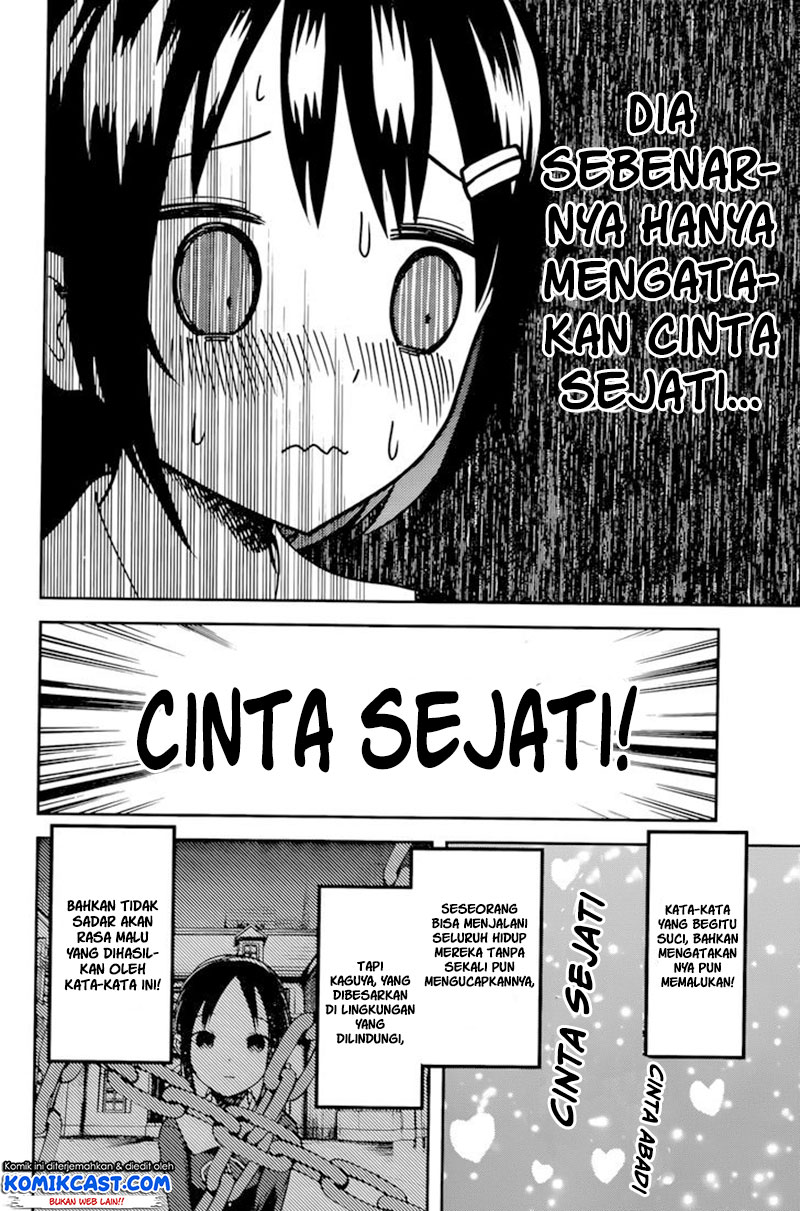 DIA
SEBENAR-
NYA HANYA
MENGATA-
KAN CINTA
SEJATI...
CINTA SEJATI!
KATA-KATA
YANG BEGITU
SUCI, BAHKAN
MENGATAKAN
NYA PUN
MEMALUKAN!
CINTA SEJATI
CINTA ABADI
SESEORANG
BISA MENJALANI
SELURUH HIDUP
MEREKA TANPA
SEKALI PUN
MENGUCAPKANNYA,
TAPI
KAGUYA, YANG
DIBESARKAN
DI LINGKUNGAN
YANG
DILINDUNGI,
BAHKAN TIDAK
SADAR AKAN
RASA MALU
YANG DIHASIL-
KAN OLEH
KATA-KATA INI!
Komik ini diterjemahkan & diedit oleh
KOMIKCAST.COM
BUKAN WEB LAIN!!